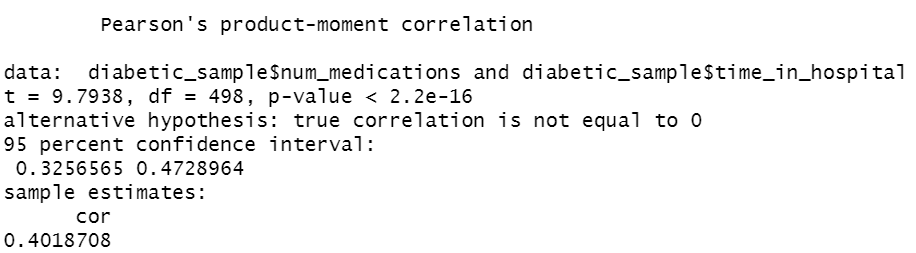 Pearson's product-moment correlation
data:  diabetic_sample$num_medications and diabetic_sample$time_in_hospital
t = 9.7938, df = 498, p-value < 2.2e-16
alternative hypothesis: true correlation is not equal to 0
95 percent confidence interval:
0.3256565 0.4728964
sample estimates:
cor
0.4018708